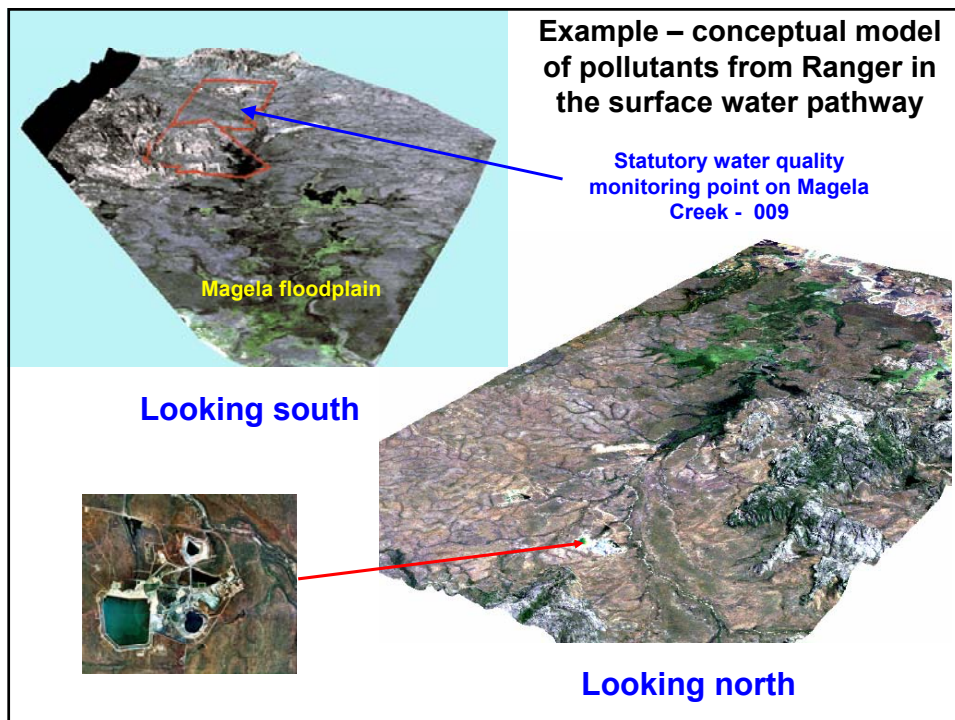 Example – conceptual model
of pollutants from Ranger in
the surface water pathway
Statutory water quality
monitoring point on Magela
Creek - 009
Magela floodplain
Looking south
Looking north